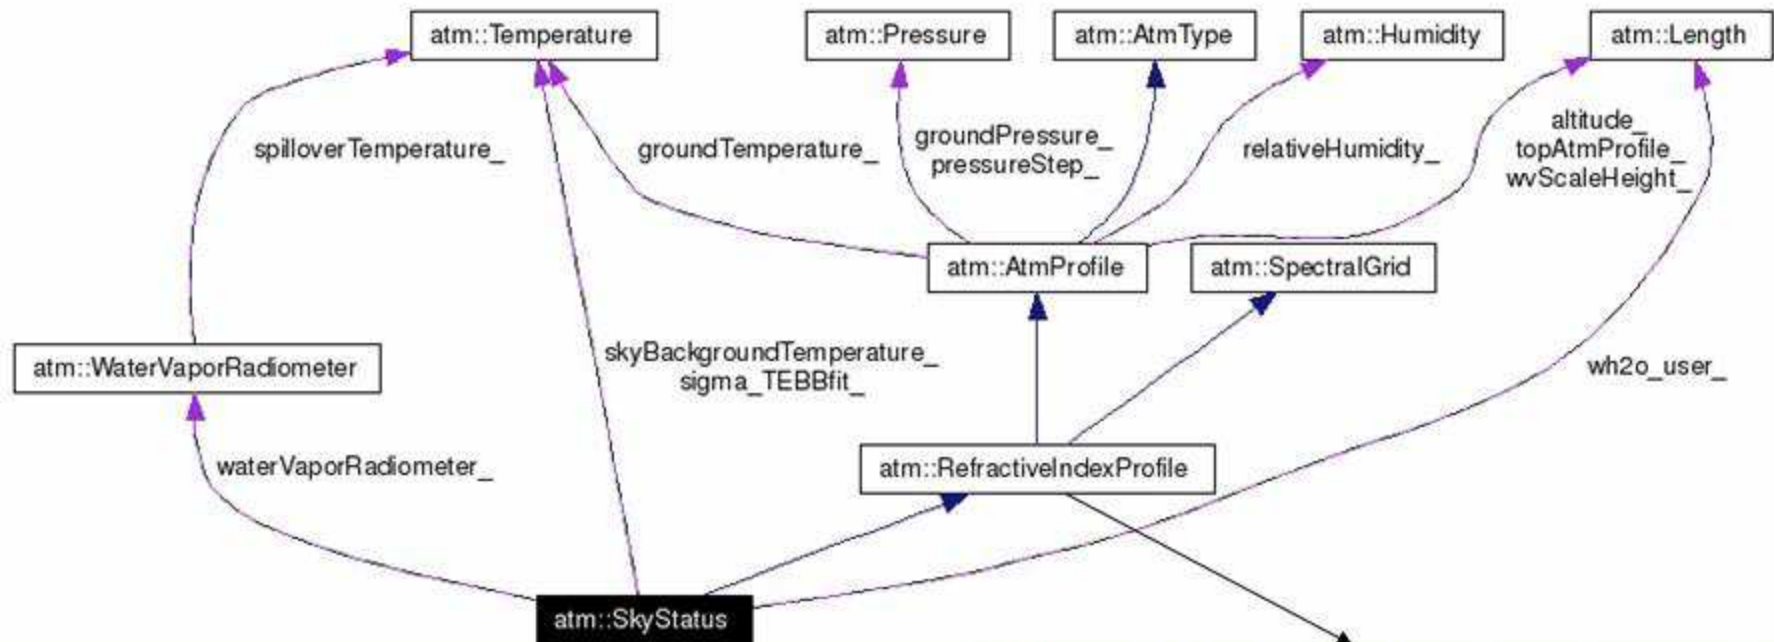 atm::Temperature
atm::Pressure
atm::AtmType
atm::Humidity
atm::Length
spilloverTemperature_
groundTemperature_
groundPressure_
pressureStep_
relativeHumidity_
altitude_
topAtmProfile_
wvScaleHeight_
atm::AtmProfile
atm::SpectralGrid
atm::WaterVaporRadiometer
skyBackgroundTemperature_
sigma_TEBBfit_
wh2o_user_
waterVaporRadiometer_
atm::RefractiveIndexProfile
atm::SkyStatus